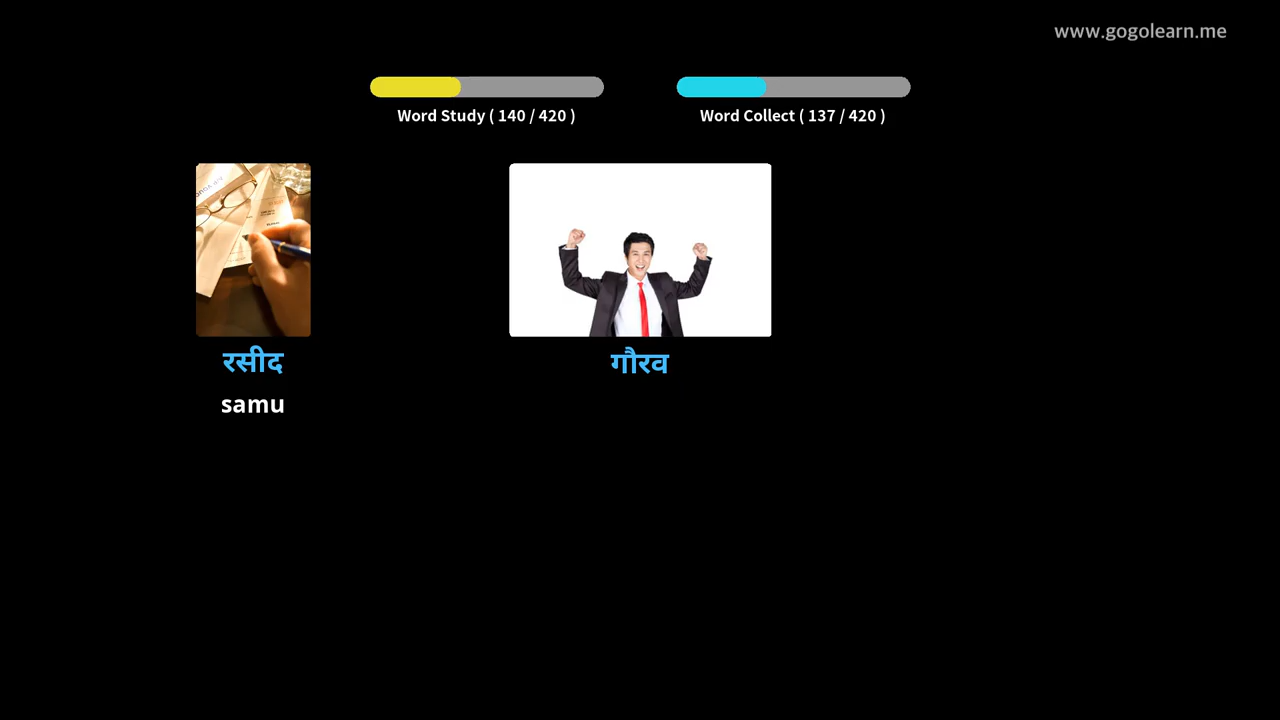 www.gogolearn.me
Word Study ( 140 / 420 )
Word Collect ( 137 / 420 )
रसीद
गौरव
samu